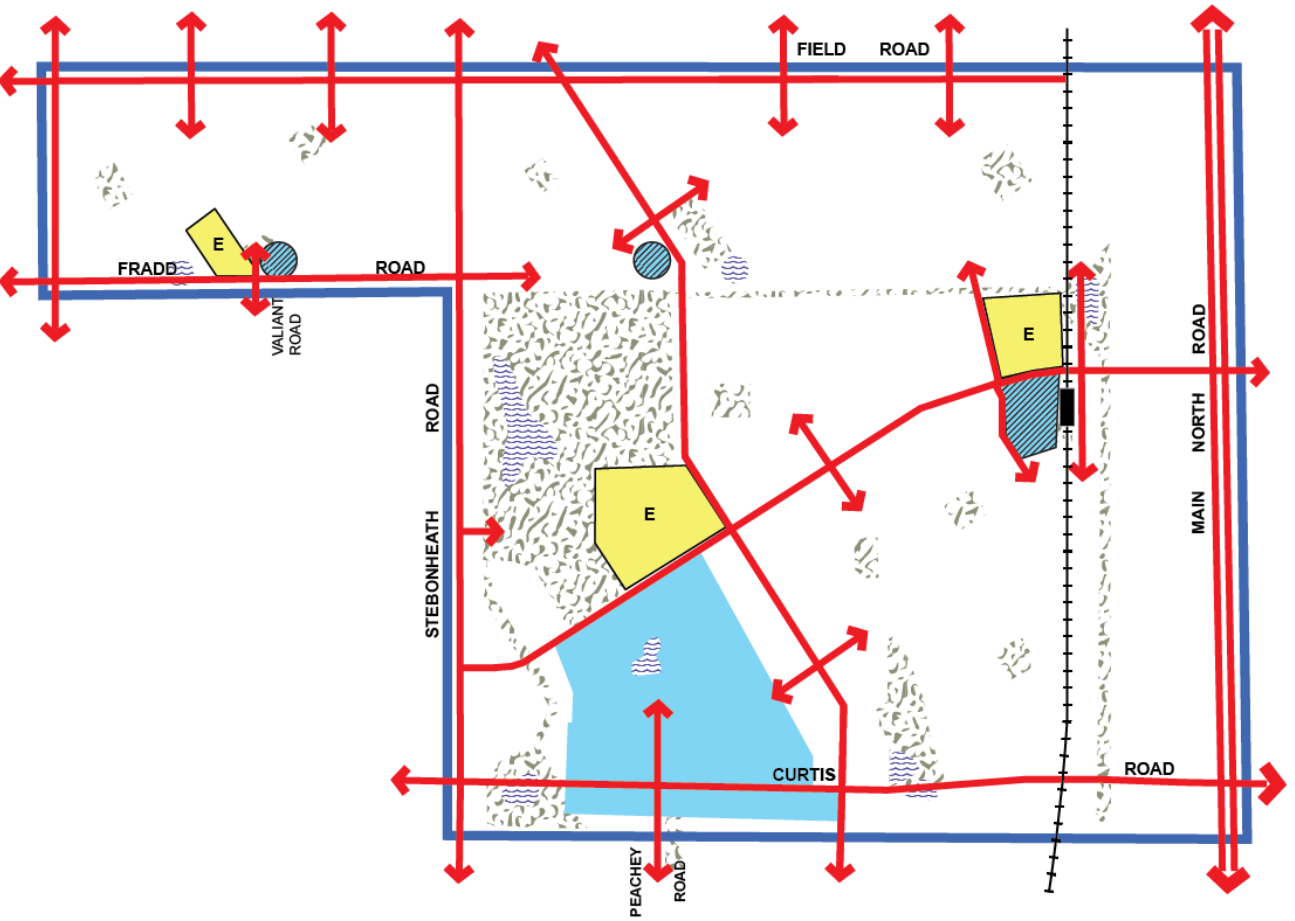 FIELD ROAD
E
FRADD ROAD
VALIANT
ROAD
E
STEBONHEATH ROAD
E
MAIN NORTH ROAD
CURTIS ROAD
PEACHEY
ROAD